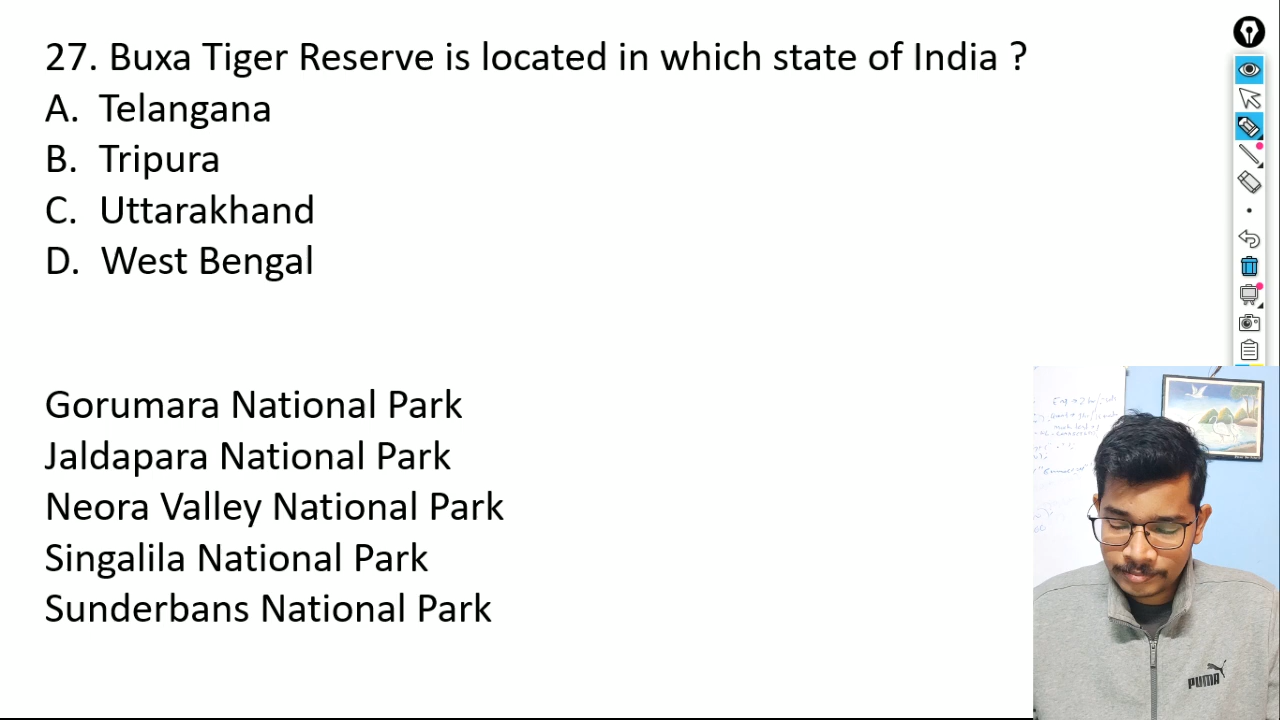 27. Buxa Tiger Reserve is located in which state of India ?
A. Telangana
B. Tripura
C. Uttarakhand
D. West Bengal
Gorumara National Park
Jaldapara National Park
Neora Valley National Park
Singalila National Park
Sunderbans National Park
PUMA